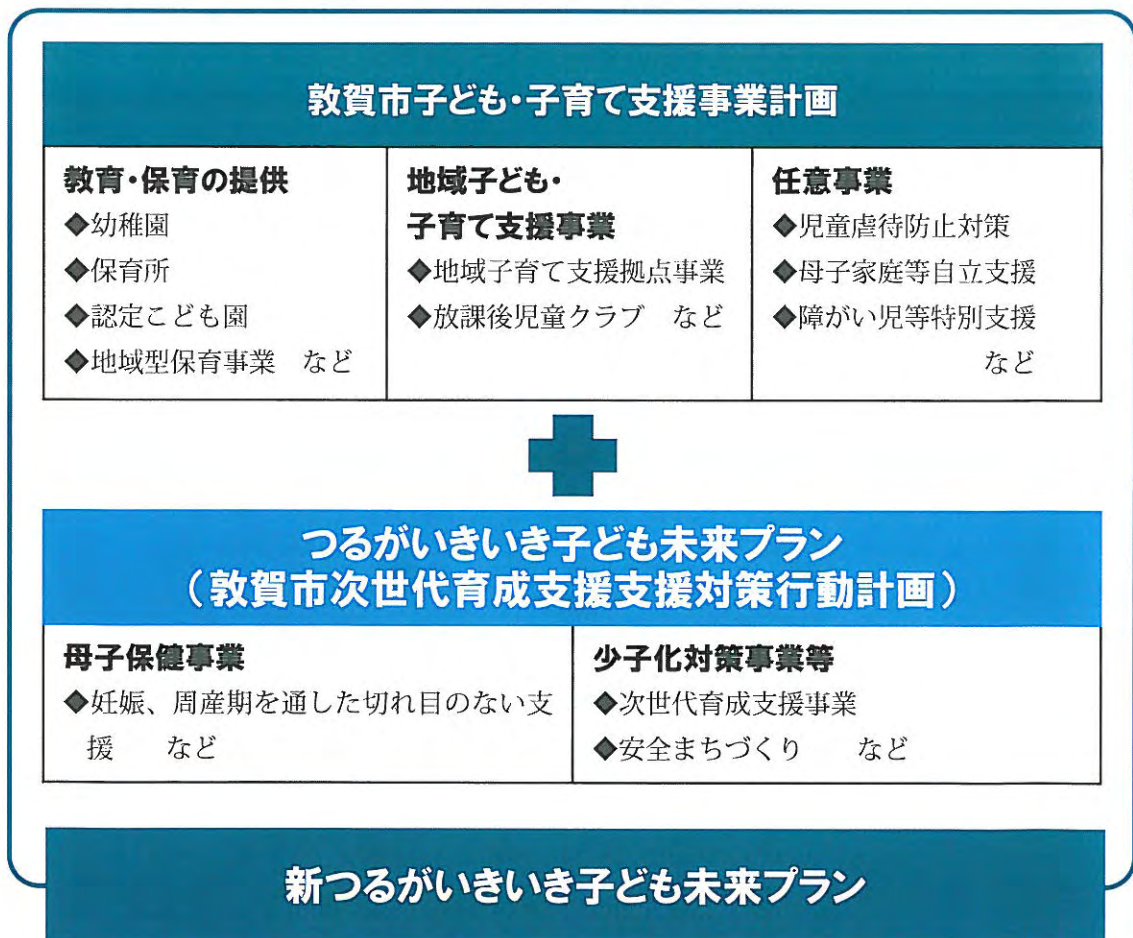 敦賀市子ども・子育て支援事業計画
教育・保育の提供
◆幼稚園
◆保育所
◆認定こども園
◆地域型保育事業　など
地域子ども・
子育て支援事業
◆地域子育て支援拠点事業
◆放課後児童クラブ　など
任意事業
◆児童虐待防止対策
◆母子家庭等自立支援
◆障がい児等特別支援
など
つるがいきいき子ども未来プラン
（敦賀市次世代育成支援支援対策行動計画）
母子保健事業
◆妊娠、周産期を通した切れ目のない支
援　　など
少子化対策事業等
◆次世代育成支援事業
◆安全まちづくり　　など
新つるがいきいき子ども未来プラン